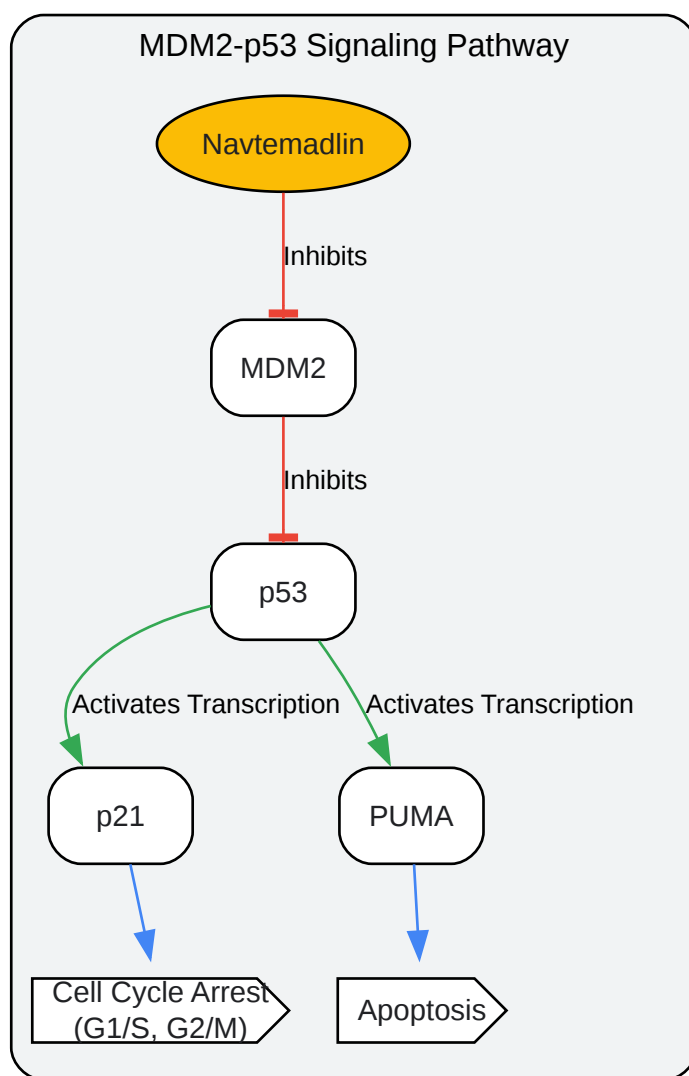 MDM2-p53 Signaling Pathway
Navtemadlin
Inhibits
MDM2
Inhibits
p53
Activates Transcription
Activates Transcription
p21
PUMA
Cell Cycle Arrest
(G1/S, G2/M)
Apoptosis